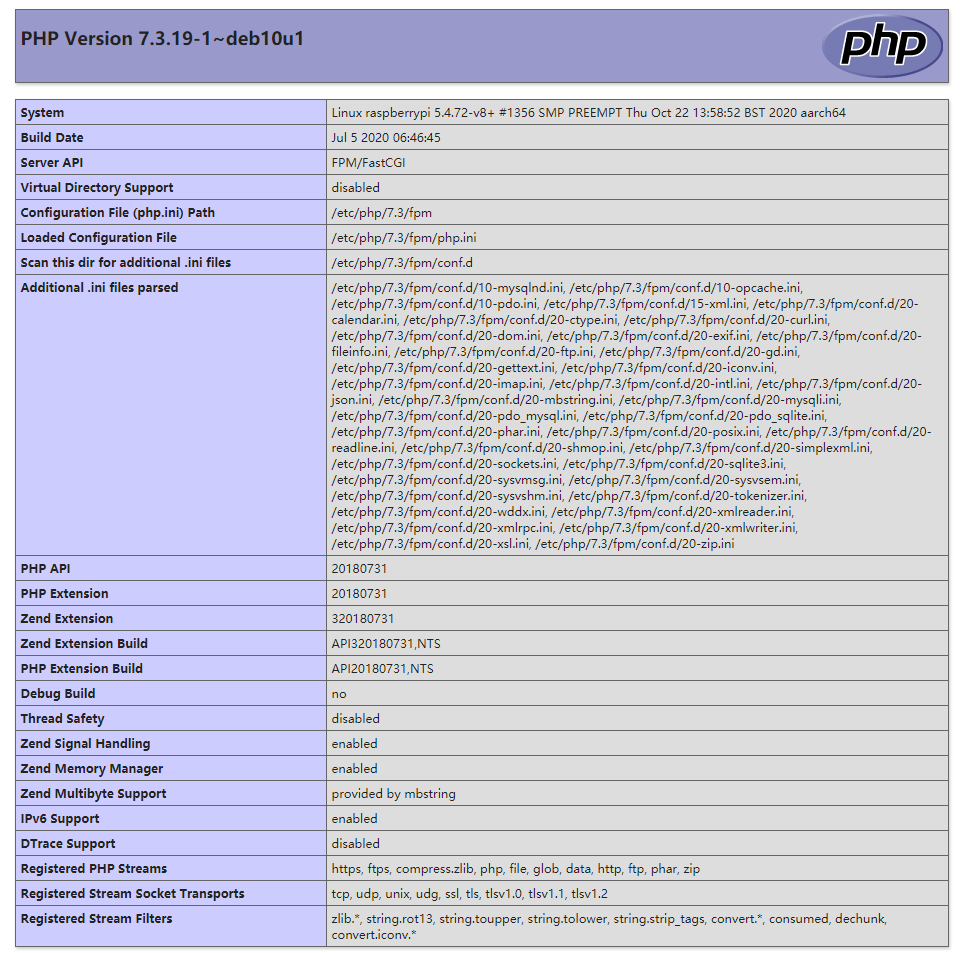 PHP Version 7.3.19-1~deb10u1
php
System Linux raspberrypi 5.4.72-v8+ #1356 SMP PREEMPT Thu Oct 22 13:58:52 BST 2020 aarch64
Build Date Jul 5 2020 06:46:45
Server API FPM/FastCGI
Virtual Directory Support disabled
Configuration File (php.ini) Path /etc/php/7.3/fpm
Loaded Configuration File /etc/php/7.3/fpm/php.ini
Scan this dir for additional .ini files /etc/php/7.3/fpm/conf.d
Additional .ini files parsed /etc/php/7.3/fpm/conf.d/10-mysqlnd.ini, /etc/php/7.3/fpm/conf.d/10-opcache.ini,
/etc/php/7.3/fpm/conf.d/10-pdo.ini, /etc/php/7.3/fpm/conf.d/15-xml.ini, /etc/php/7.3/fpm/conf.d/20-
calendar.ini, /etc/php/7.3/fpm/conf.d/20-ctype.ini, /etc/php/7.3/fpm/conf.d/20-curl.ini,
/etc/php/7.3/fpm/conf.d/20-dom.ini, /etc/php/7.3/fpm/conf.d/20-exif.ini, /etc/php/7.3/fpm/conf.d/20-
fileinfo.ini, /etc/php/7.3/fpm/conf.d/20-ftp.ini, /etc/php/7.3/fpm/conf.d/20-gd.ini,
/etc/php/7.3/fpm/conf.d/20-gettext.ini, /etc/php/7.3/fpm/conf.d/20-iconv.ini,
/etc/php/7.3/fpm/conf.d/20-imap.ini, /etc/php/7.3/fpm/conf.d/20-intl.ini, /etc/php/7.3/fpm/conf.d/20-
json.ini, /etc/php/7.3/fpm/conf.d/20-mbstring.ini, /etc/php/7.3/fpm/conf.d/20-mysqli.ini,
/etc/php/7.3/fpm/conf.d/20-pdo_mysql.ini, /etc/php/7.3/fpm/conf.d/20-pdo_sqlite.ini,
/etc/php/7.3/fpm/conf.d/20-phar.ini, /etc/php/7.3/fpm/conf.d/20-posix.ini, /etc/php/7.3/fpm/conf.d/20-
readline.ini, /etc/php/7.3/fpm/conf.d/20-shmop.ini, /etc/php/7.3/fpm/conf.d/20-simplexml.ini,
/etc/php/7.3/fpm/conf.d/20-sockets.ini, /etc/php/7.3/fpm/conf.d/20-sqlite3.ini,
/etc/php/7.3/fpm/conf.d/20-sysvmsg.ini, /etc/php/7.3/fpm/conf.d/20-sysvsem.ini,
/etc/php/7.3/fpm/conf.d/20-sysvshm.ini, /etc/php/7.3/fpm/conf.d/20-tokenizer.ini,
/etc/php/7.3/fpm/conf.d/20-wddx.ini, /etc/php/7.3/fpm/conf.d/20-xmlreader.ini,
/etc/php/7.3/fpm/conf.d/20-xmlrpc.ini, /etc/php/7.3/fpm/conf.d/20-xmlwriter.ini,
/etc/php/7.3/fpm/conf.d/20-xsl.ini, /etc/php/7.3/fpm/conf.d/20-zip.ini
PHP API 20180731
PHP Extension 20180731
Zend Extension 320180731
Zend Extension Build API320180731,NTS
PHP Extension Build API20180731,NTS
Debug Build no
Thread Safety disabled
Zend Signal Handling enabled
Zend Memory Manager enabled
Zend Multibyte Support provided by mbstring
IPv6 Support enabled
DTrace Support disabled
Registered PHP Streams https, ftps, compress.zlib, php, file, glob, data, http, ftp, phar, zip
Registered Stream Socket Transports tcp, udp, unix, udg, ssl, tls, tlsv1.0, tlsv1.1, tlsv1.2
Registered Stream Filters zlib.*, string.rot13, string.toupper, string.tolower, string.strip_tags, convert.*, consumed, dechunk,
convert.iconv.*